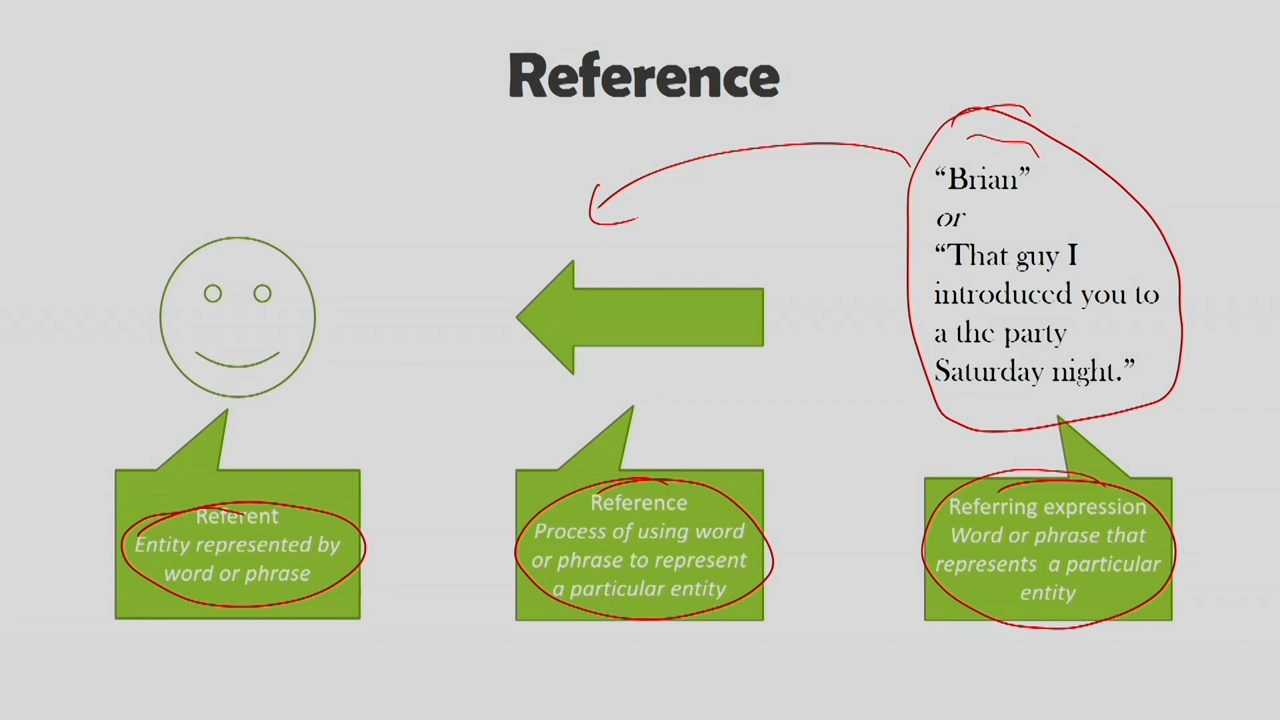 Reference
“Brian”
or
“That guy I
introduced you to
a the party
Saturday night.”
Referent
Entity represented by
word or phrase
Reference
Process of using word
or phrase to represent
a particular entity
Referring expression
Word or phrase that
represents a particular
entity